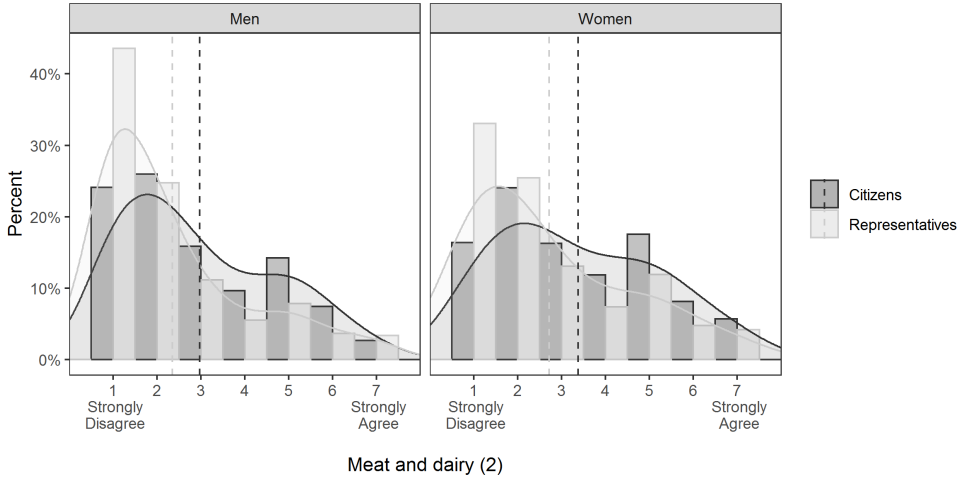 Men
Women
Percent
40%
30%
20%
10%
0%
1 2 3 4 5 6 7
Strongly Disagree
Strongly Agree
1 2 3 4 5 6 7
Strongly Disagree
Strongly Agree
Meat and dairy (2)
Citizens
Representatives